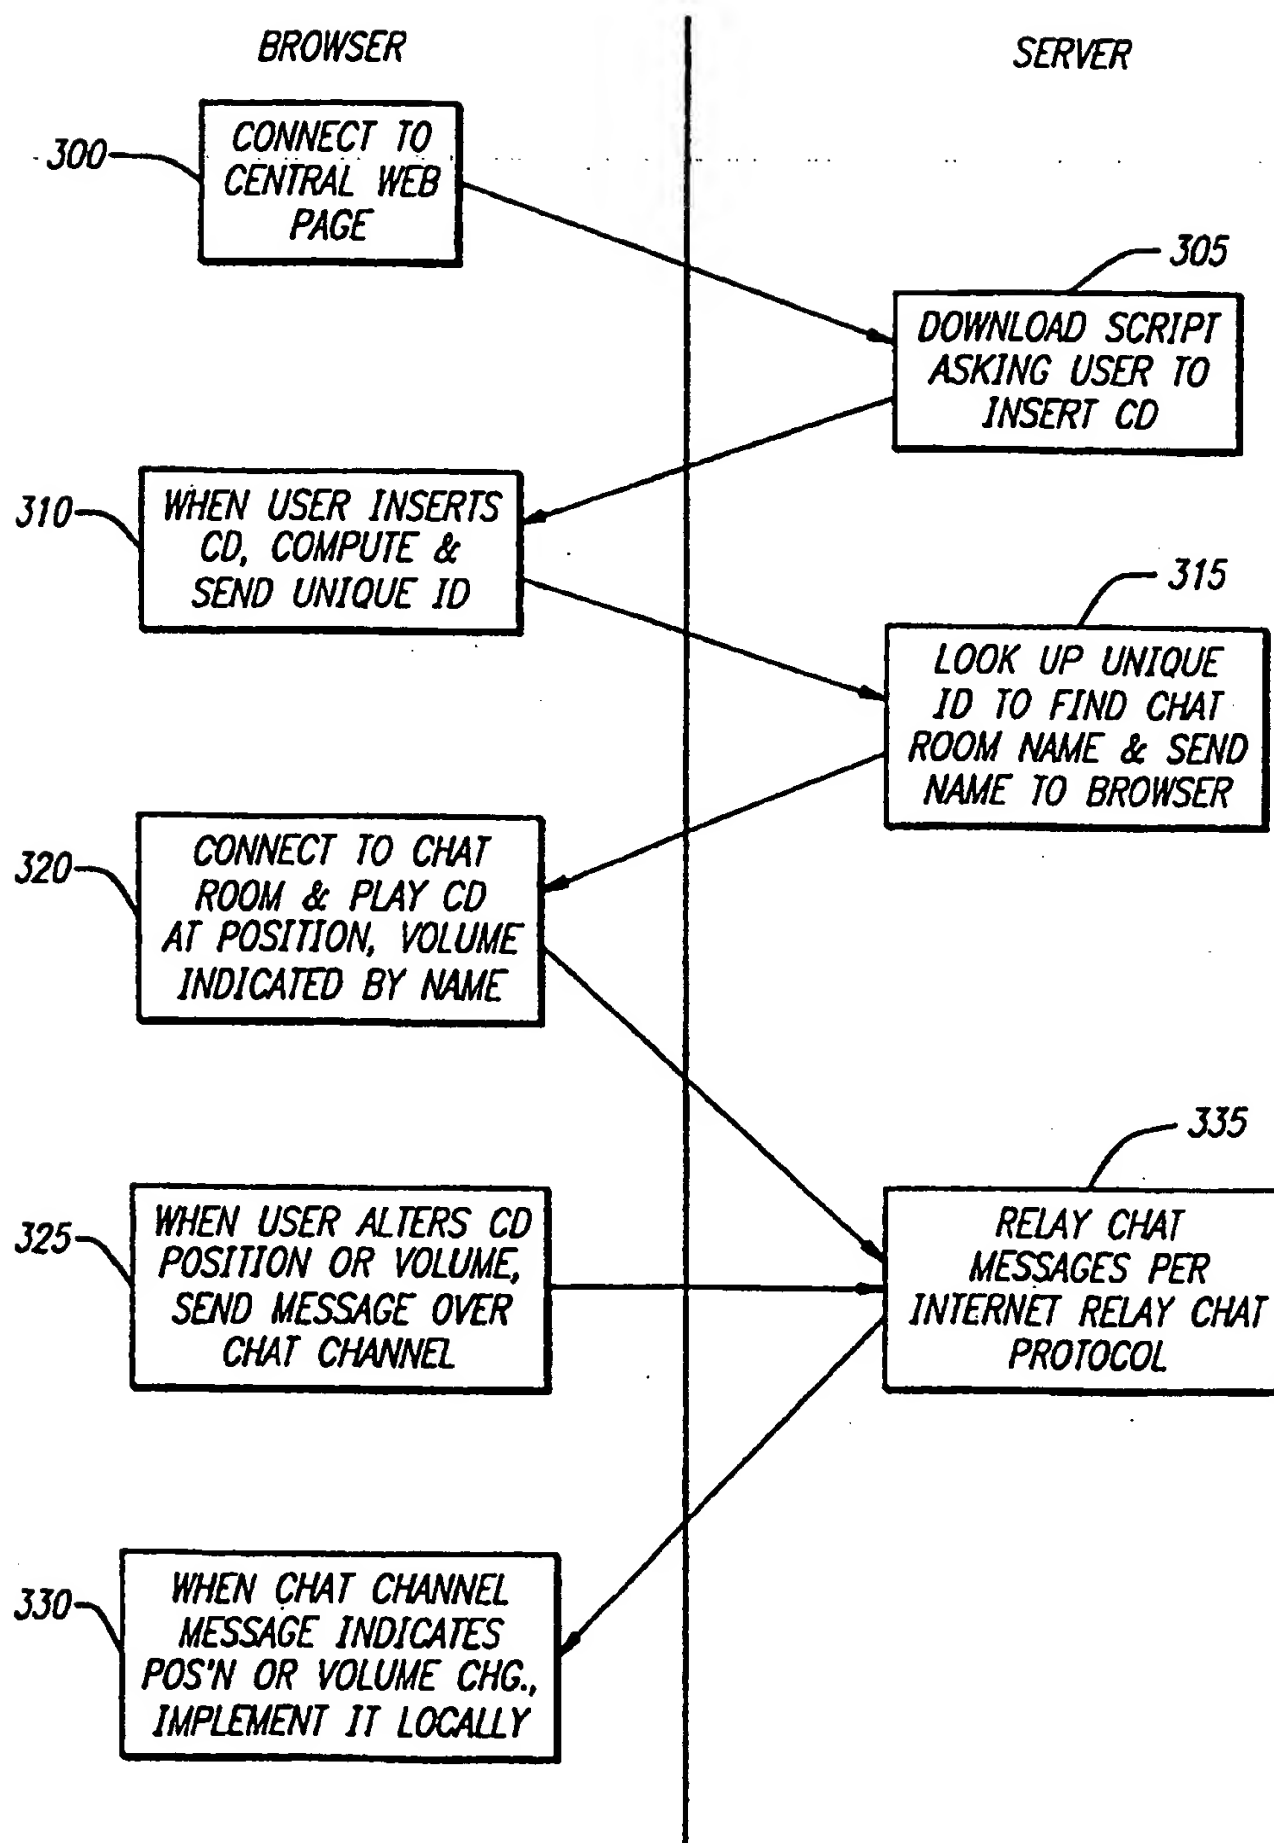 BROWSER
SERVER
300
CONNECT TO
CENTRAL WEB
PAGE
305
DOWNLOAD SCRIPT
ASKING USER TO
INSERT CD
310
WHEN USER INSERTS
CD, COMPUTE &
SEND UNIQUE ID
315
LOOK UP UNIQUE
ID TO FIND CHAT
ROOM NAME & SEND
NAME TO BROWSER
320
CONNECT TO CHAT
ROOM & PLAY CD
AT POSITION, VOLUME
INDICATED BY NAME
325
WHEN USER ALTERS CD
POSITION OR VOLUME,
SEND MESSAGE OVER
CHAT CHANNEL
335
RELAY CHAT
MESSAGES PER
INTERNET RELAY CHAT
PROTOCOL
330
WHEN CHAT CHANNEL
MESSAGE INDICATES
POS'N OR VOLUME CHG.,
IMPLEMENT IT LOCALLY